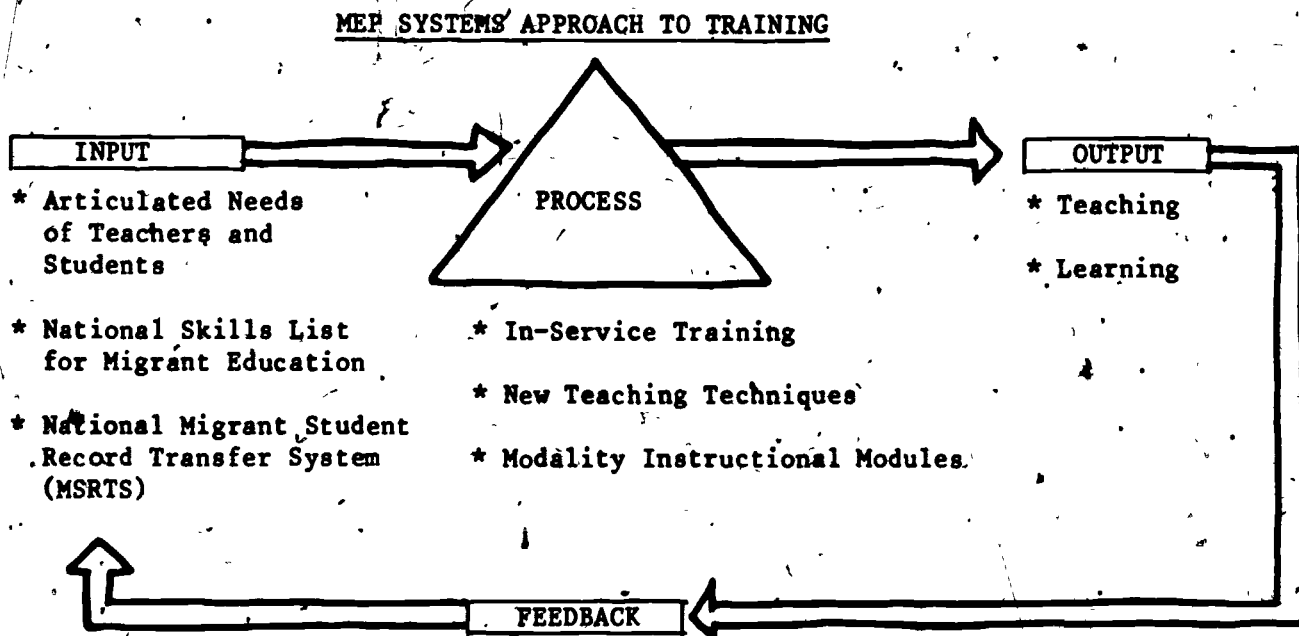 MEP SYSTEMS APPROACH TO TRAINING
INPUT
* Articulated Needs
of Teachers and
Students
* National Skills List
for Migrant Education
* National Migrant Student
Record Transfer System
(MSRTS)
PROCESS
* In-Service Training
* New Teaching Techniques
* Modality Instructional Modules
OUTPUT
* Teaching
* Learning
FEEDBACK